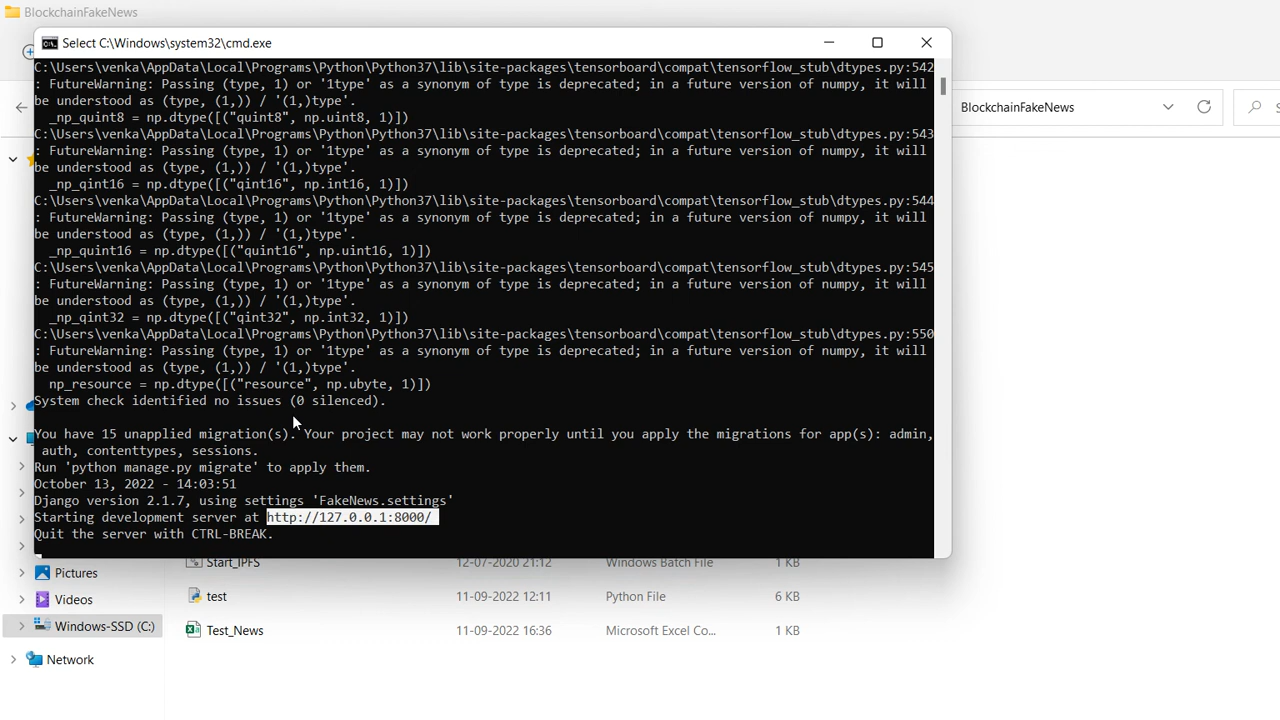 BlockchainFakeNews
Select C:\Windows\system32\cmd.exe
C:\Users\venka\AppData\Local\Programs\Python\Python37\lib\site-packages\tensorboard\compat\tensorflow_stub\dtypes.py:542
: FutureWarning: Passing (type, 1) or '1type' as a synonym of type is deprecated; in a future version of numpy, it will
be understood as (type, (1,)) / '(1,)type'.
_np_quint8 = np.dtype([("quint8", np.uint8, 1)])
C:\Users\venka\AppData\Local\Programs\Python\Python37\lib\site-packages\tensorboard\compat\tensorflow_stub\dtypes.py:543
: FutureWarning: Passing (type, 1) or '1type' as a synonym of type is deprecated; in a future version of numpy, it will
be understood as (type, (1,)) / '(1,)type'.
_np_qint16 = np.dtype([("qint16", np.int16, 1)])
C:\Users\venka\AppData\Local\Programs\Python\Python37\lib\site-packages\tensorboard\compat\tensorflow_stub\dtypes.py:544
: FutureWarning: Passing (type, 1) or '1type' as a synonym of type is deprecated; in a future version of numpy, it will
be understood as (type, (1,)) / '(1,)type'.
_np_quint16 = np.dtype([("quint16", np.uint16, 1)])
C:\Users\venka\AppData\Local\Programs\Python\Python37\lib\site-packages\tensorboard\compat\tensorflow_stub\dtypes.py:545
: FutureWarning: Passing (type, 1) or '1type' as a synonym of type is deprecated; in a future version of numpy, it will
be understood as (type, (1,)) / '(1,)type'.
_np_qint32 = np.dtype([("qint32", np.int32, 1)])
C:\Users\venka\AppData\Local\Programs\Python\Python37\lib\site-packages\tensorboard\compat\tensorflow_stub\dtypes.py:550
: FutureWarning: Passing (type, 1) or '1type' as a synonym of type is deprecated; in a future version of numpy, it will
be understood as (type, (1,)) / '(1,)type'.
np_resource = np.dtype([("resource", np.ubyte, 1)])
System check identified no issues (0 silenced).
You have 15 unapplied migration(s). Your project may not work properly until you apply the migrations for app(s): admin,
auth, contenttypes, sessions.
Run 'python manage.py migrate' to apply them.
October 13, 2022 - 14:03:51
Django version 2.1.7, using settings 'FakeNews.settings'
Starting development server at http://127.0.0.1:8000/
Quit the server with CTRL-BREAK.
BlockchainFakeNews
Start_IPFS 12-07-2020 21:12 Windows Batch File 1 KB
Pictures
test 11-09-2022 12:11 Python File 6 KB
Videos
Windows-SSD (C:)
Test_News 11-09-2022 16:36 Microsoft Excel Co... 1 KB
Network